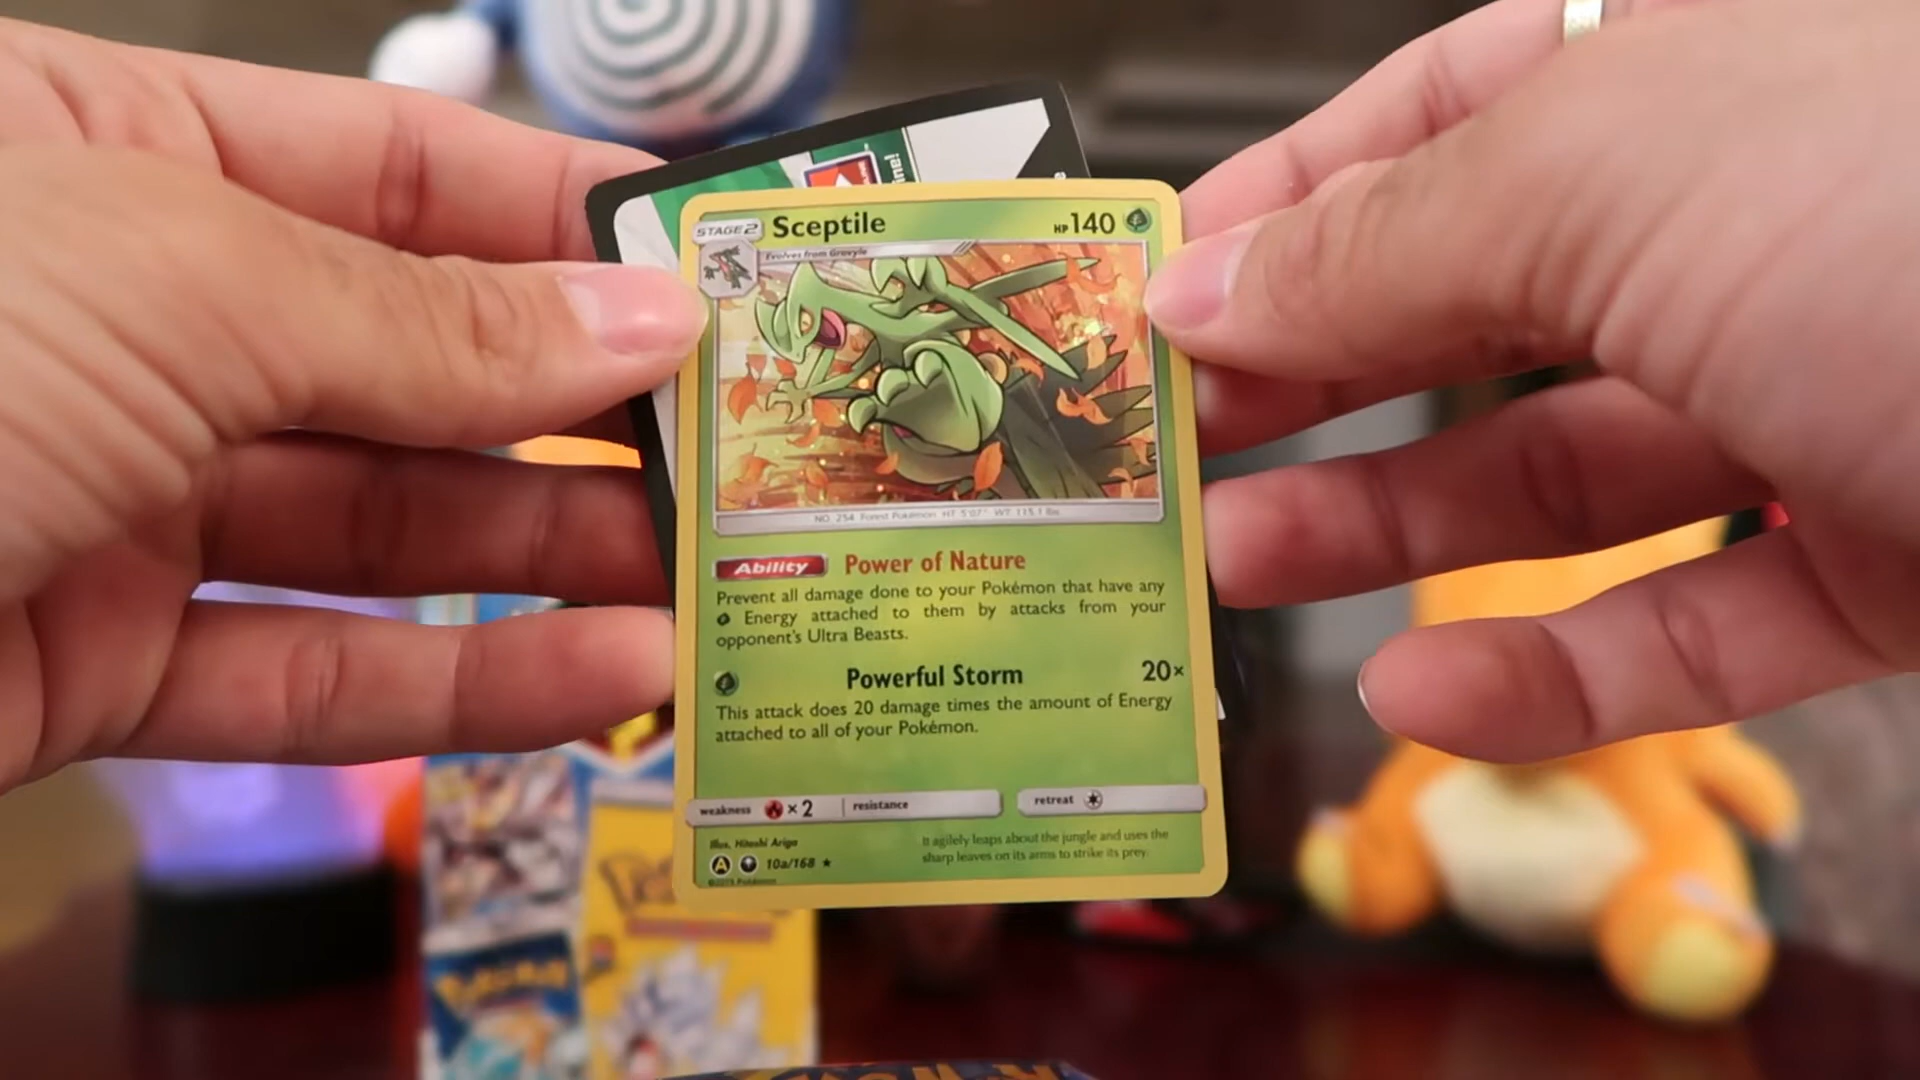 ine!
e
STAGE 2 Sceptile HP 140
Evolves from Grovyle
NO. 254 Forest Pokémon HT 5'07" WT 115.1 lbs.
Ability Power of Nature
Prevent all damage done to your Pokémon that have any
Energy attached to them by attacks from your
opponent's Ultra Beasts.
Powerful Storm 20×
This attack does 20 damage times the amount of Energy
attached to all of your Pokémon.
weakness ×2 resistance retreat
Illus. Hitoshi Ariga
It agilely leaps about the jungle and uses the
sharp leaves on its arms to strike its prey.
A 10a/168 ★
Pokémon